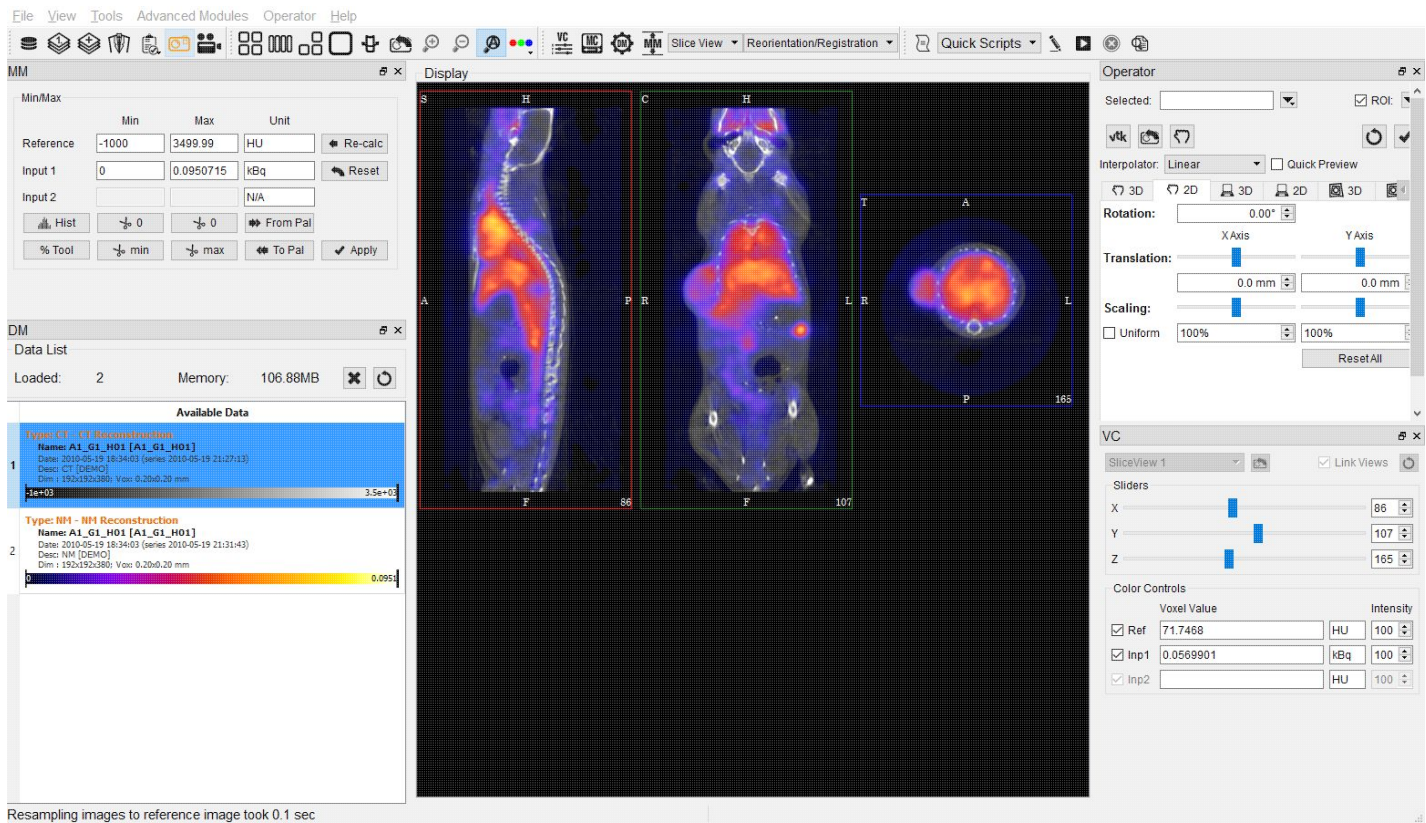 File View Tools Advanced Modules Operator Help
VC MC DM MM Slice View Reorientation/Registration Quick Scripts
MM
Min/Max
Min Max Unit
Reference -1000 3499.99 HU Re-calc
Input 1 0 0.0950715 kBq Reset
Input 2 N/A
Hist 0 0 From Pal
% Tool min max To Pal Apply
DM
Data List
Loaded: 2 Memory: 106.88MB
Available Data
1
Type: CT - CT Reconstruction
Name: A1_G1_H01 [A1_G1_H01]
Date: 2010-05-19 18:34:03 (series 2010-05-19 21:27:13)
Desc: CT [DEMO]
Dim : 192x192x380; Vox: 0.20x0.20 mm
-1e+03 3.5e+03
2
Type: NM - NM Reconstruction
Name: A1_G1_H01 [A1_G1_H01]
Date: 2010-05-19 18:34:03 (series 2010-05-19 21:31:43)
Desc: NM [DEMO]
Dim : 192x192x380; Vox: 0.20x0.20 mm
0 0.0951
Display
S H
A P
F 86
C H
R L
F 107
T A
R L
P 165
Operator
Selected: ROI:
vtk
Interpolator: Linear Quick Preview
3D 2D 3D 2D 3D
Rotation: 0.00°
X Axis Y Axis
Translation:
0.0 mm 0.0 mm
Scaling:
Uniform 100% 100%
Reset All
VC
SliceView 1 Link Views
Sliders
X 86
Y 107
Z 165
Color Controls
Voxel Value Intensity
Ref 71.7468 HU 100
Inp1 0.0569901 kBq 100
Inp2 HU 100
Resampling images to reference image took 0.1 sec